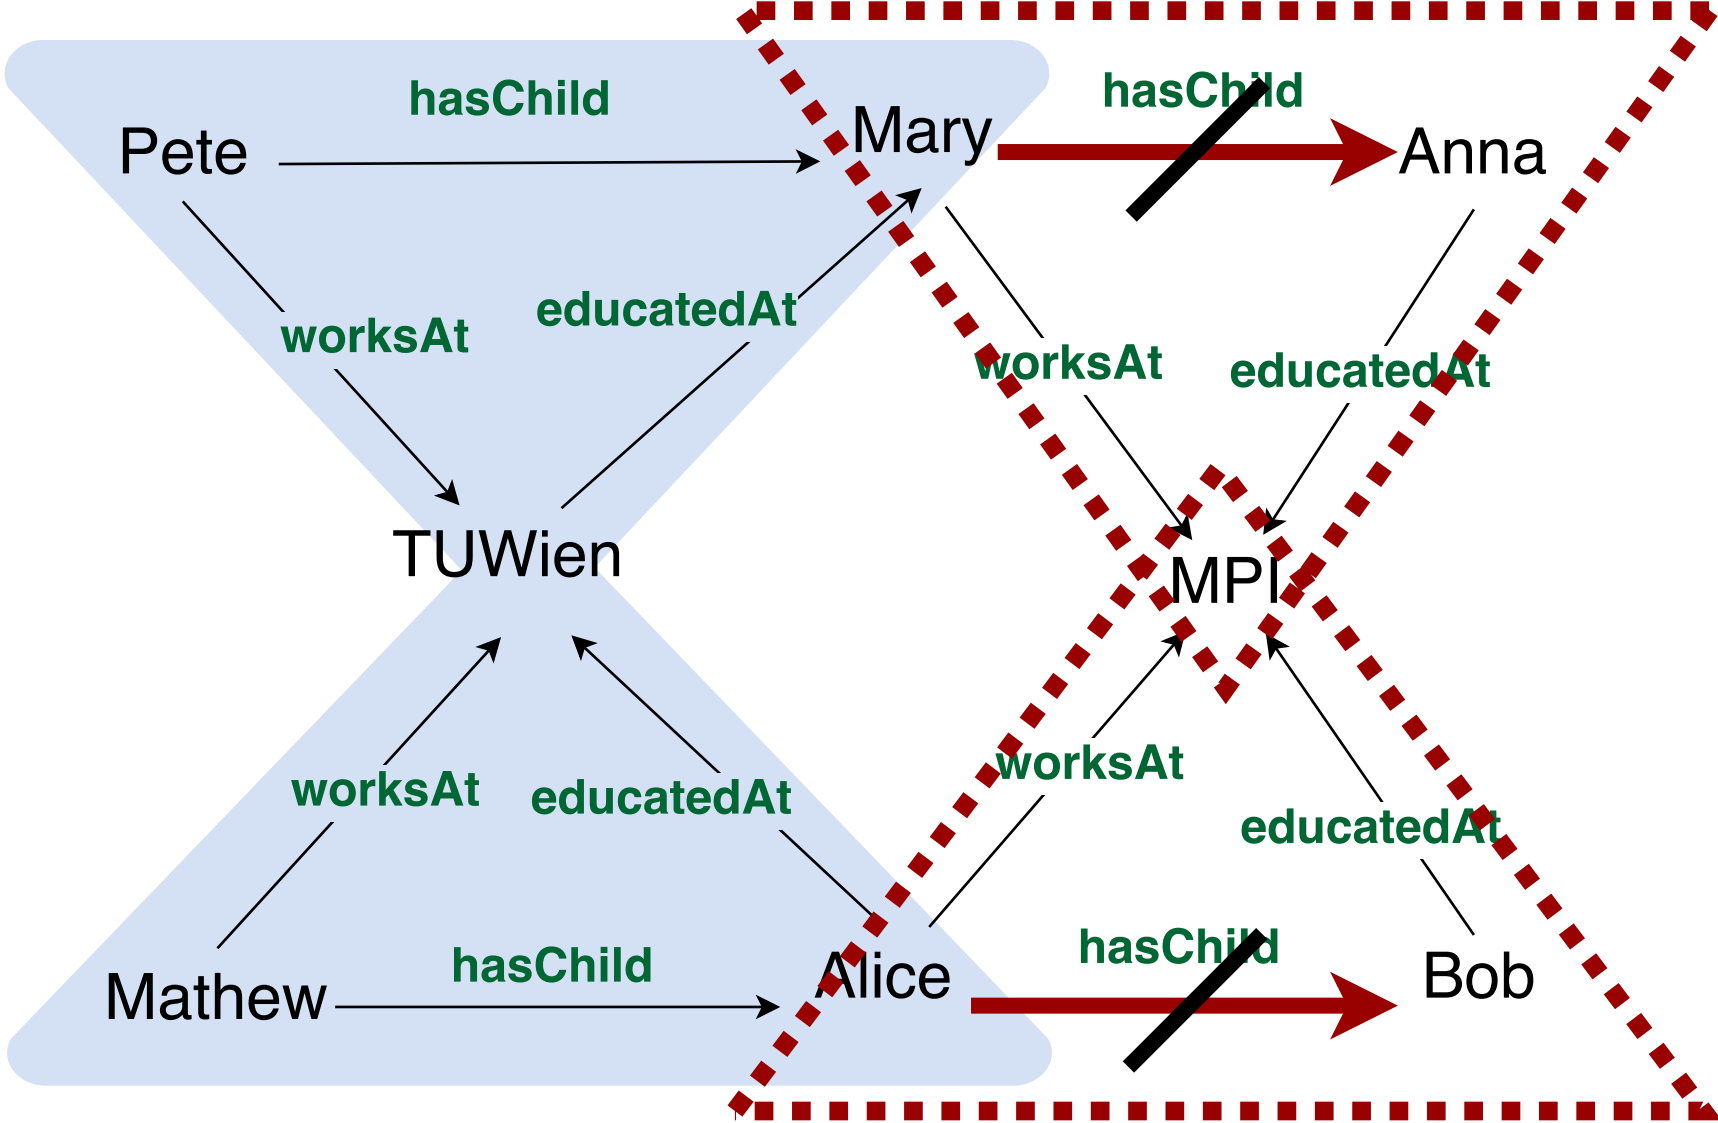 hasChild
hasChild
Pete
Mary
Anna
educatedAt
worksAt
worksAt
educatedAt
TUWien
MPI
worksAt
worksAt
educatedAt
educatedAt
hasChild
hasChild
Mathew
Alice
Bob